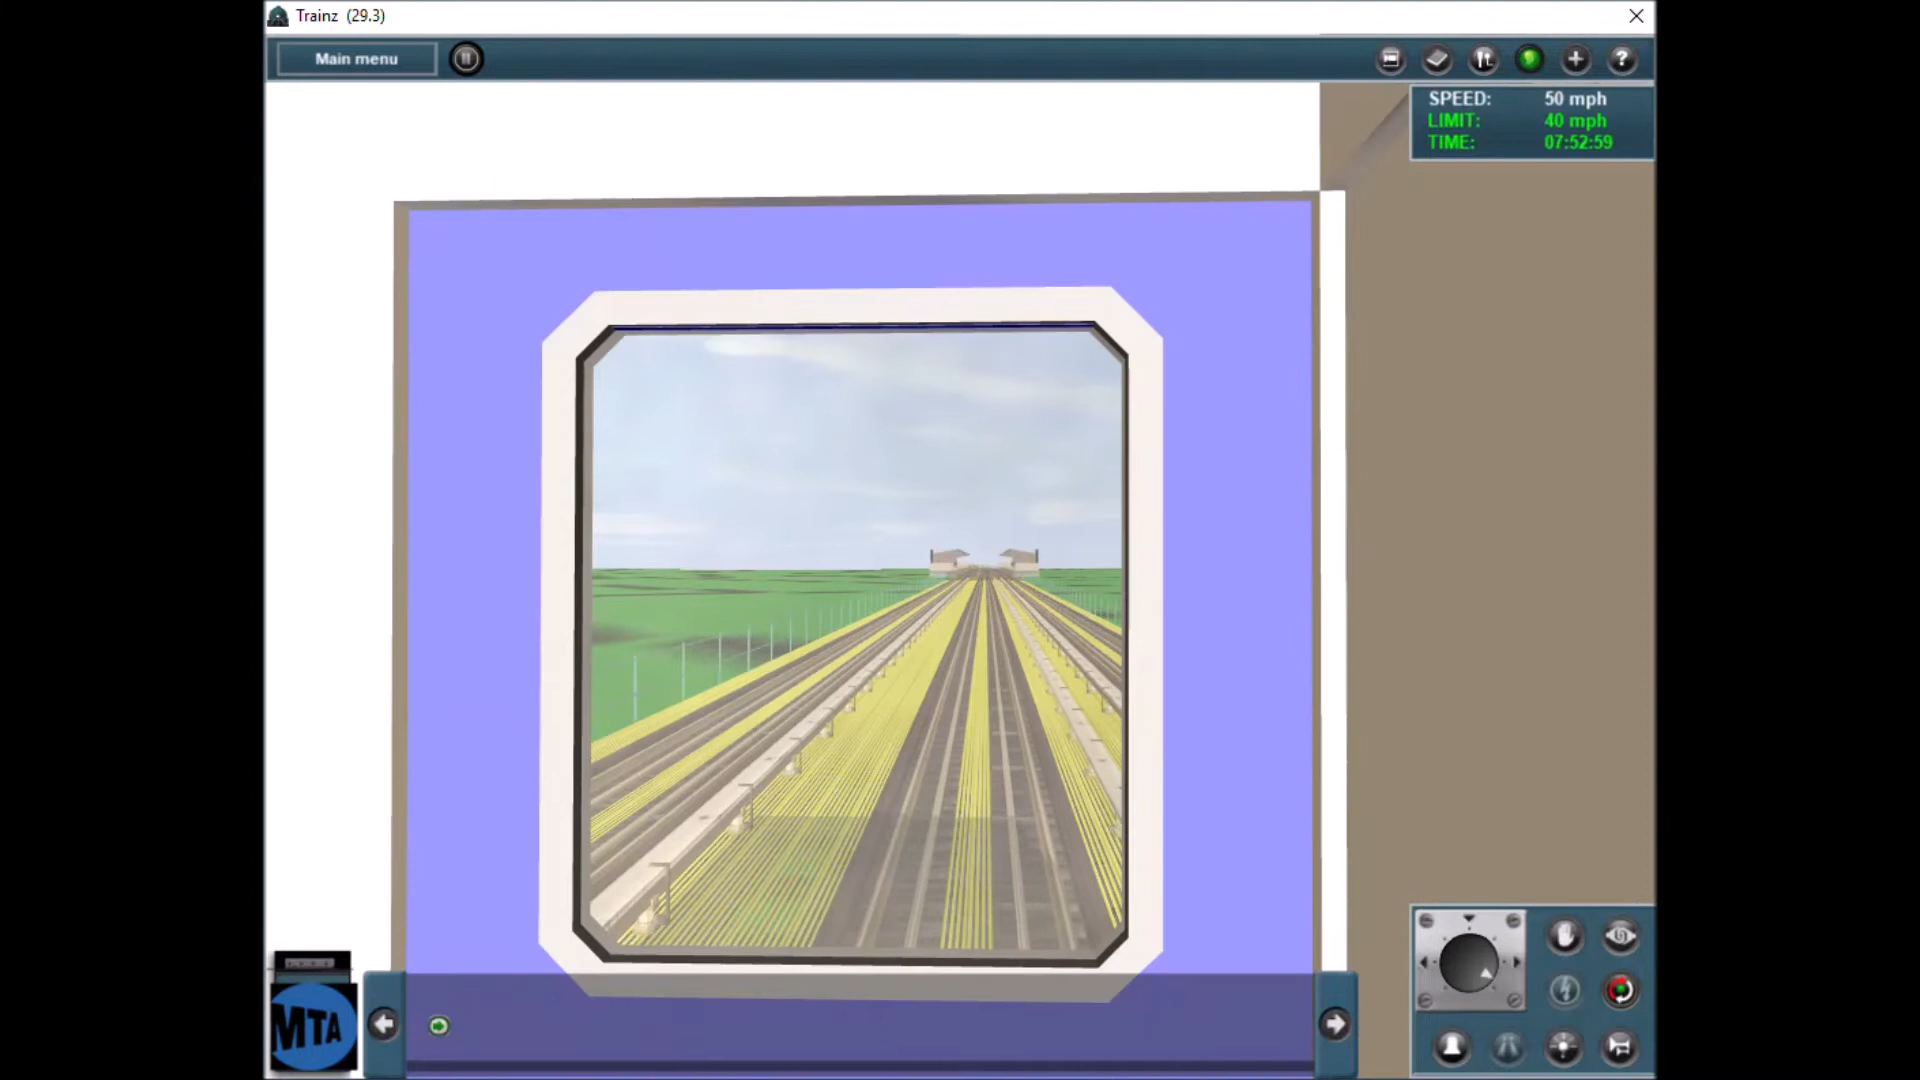 Trainz (29.3)
Main menu
SPEED: 50 mph
LIMIT: 40 mph
TIME: 07:52:59
MTA